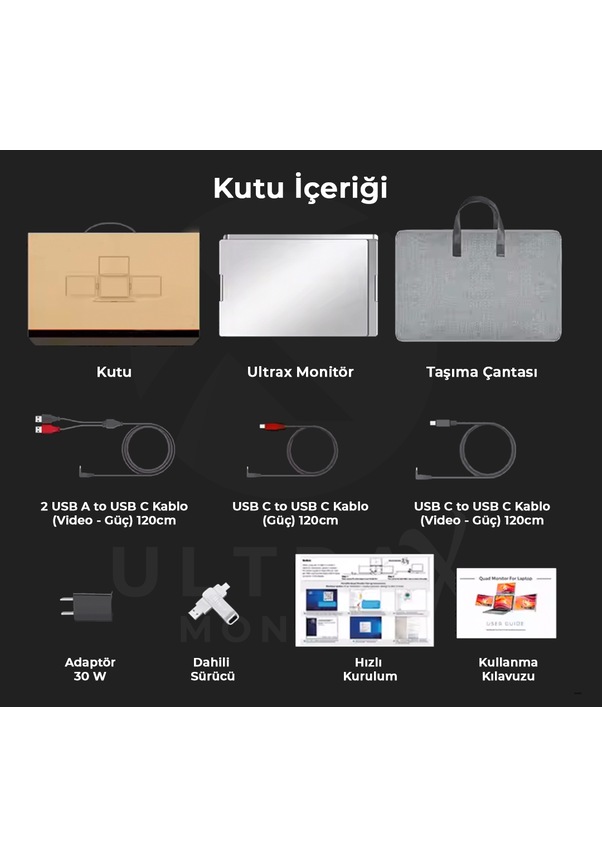 Kutu İçeriği
Kutu
Ultrax Monitör
Taşıma Çantası
2 USB A to USB C Kablo
(Video - Güç) 120cm
USB C to USB C Kablo
(Güç) 120cm
USB C to USB C Kablo
(Video - Güç) 120cm
ULTRAX
Quad Monitor For Laptop
USER GUIDE
Adaptör
30 W
Dahili
Sürücü
Hızlı
Kurulum
Kullanma
Kılavuzu